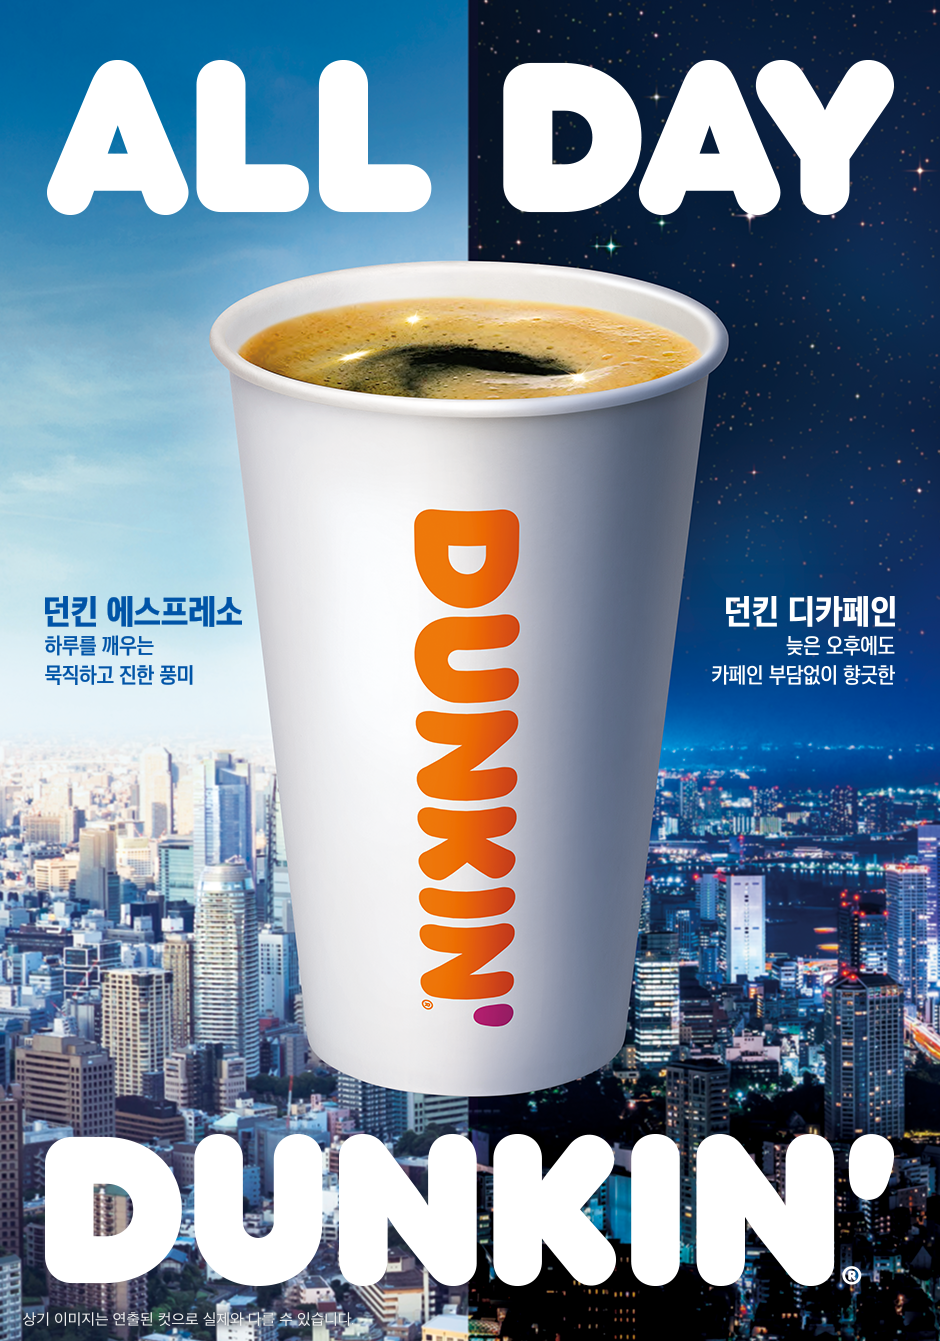 ALL DAY
DUNKIN'
®
던킨 에스프레소
하루를 깨우는
묵직하고 진한 풍미
던킨 디카페인
늦은 오후에도
카페인 부담없이 향긋한
DUNKIN'®
상기 이미지는 연출된 컷으로 실제와 다를 수 있습니다.